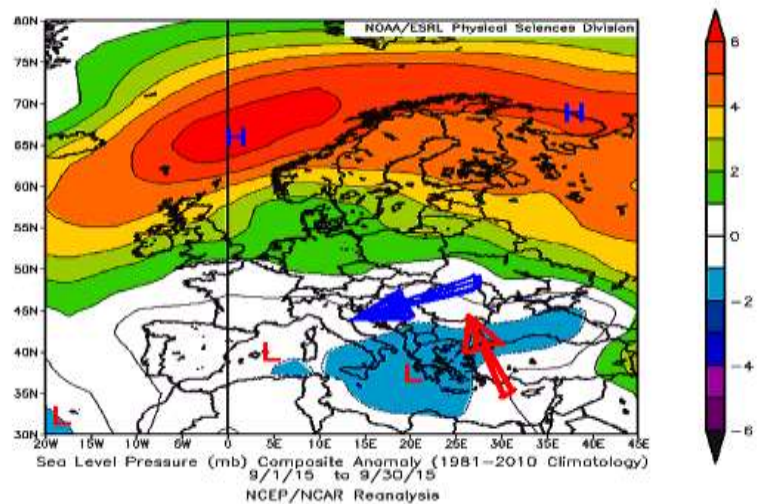 NOAA/ESRL Physical Sciences Division
80N
75N
70N
65N
60N
55N
50N
45N
40N
35N
30N
H
H
L
L
L
20W 15W 10W 5W 0 5E 10E 15E 20E 25E 30E 35E 40E 45E
6
4
2
0
-2
-4
-6
Sea Level Pressure (mb) Composite Anomaly (1981-2010 Climatology)
9/1/15 to 9/30/15
NCEP/NCAR Reanalysis